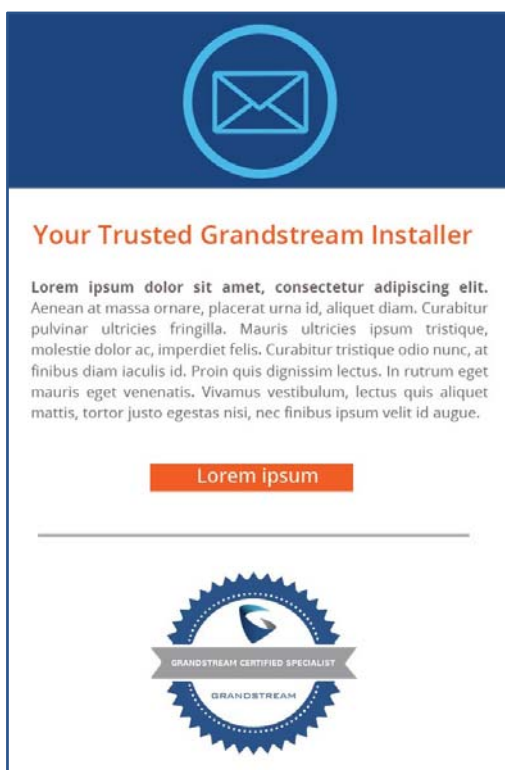 Your Trusted Grandstream Installer
Lorem ipsum dolor sit amet, consectetur adipiscing elit.
Aenean at massa ornare, placerat urna id, aliquet diam. Curabitur
pulvinar ultricies fringilla. Mauris ultricies ipsum tristique,
molestie dolor ac, imperdiet felis. Curabitur tristique odio nunc, at
finibus diam iaculis id. Proin quis dignissim lectus. In rutrum eget
mauris eget venenatis. Vivamus vestibulum, lectus quis aliquet
mattis, tortor justo egestas nisi, nec finibus ipsum velit id augue.
Lorem ipsum
GRANDSTREAM CERTIFIED SPECIALIST
GRANDSTREAM